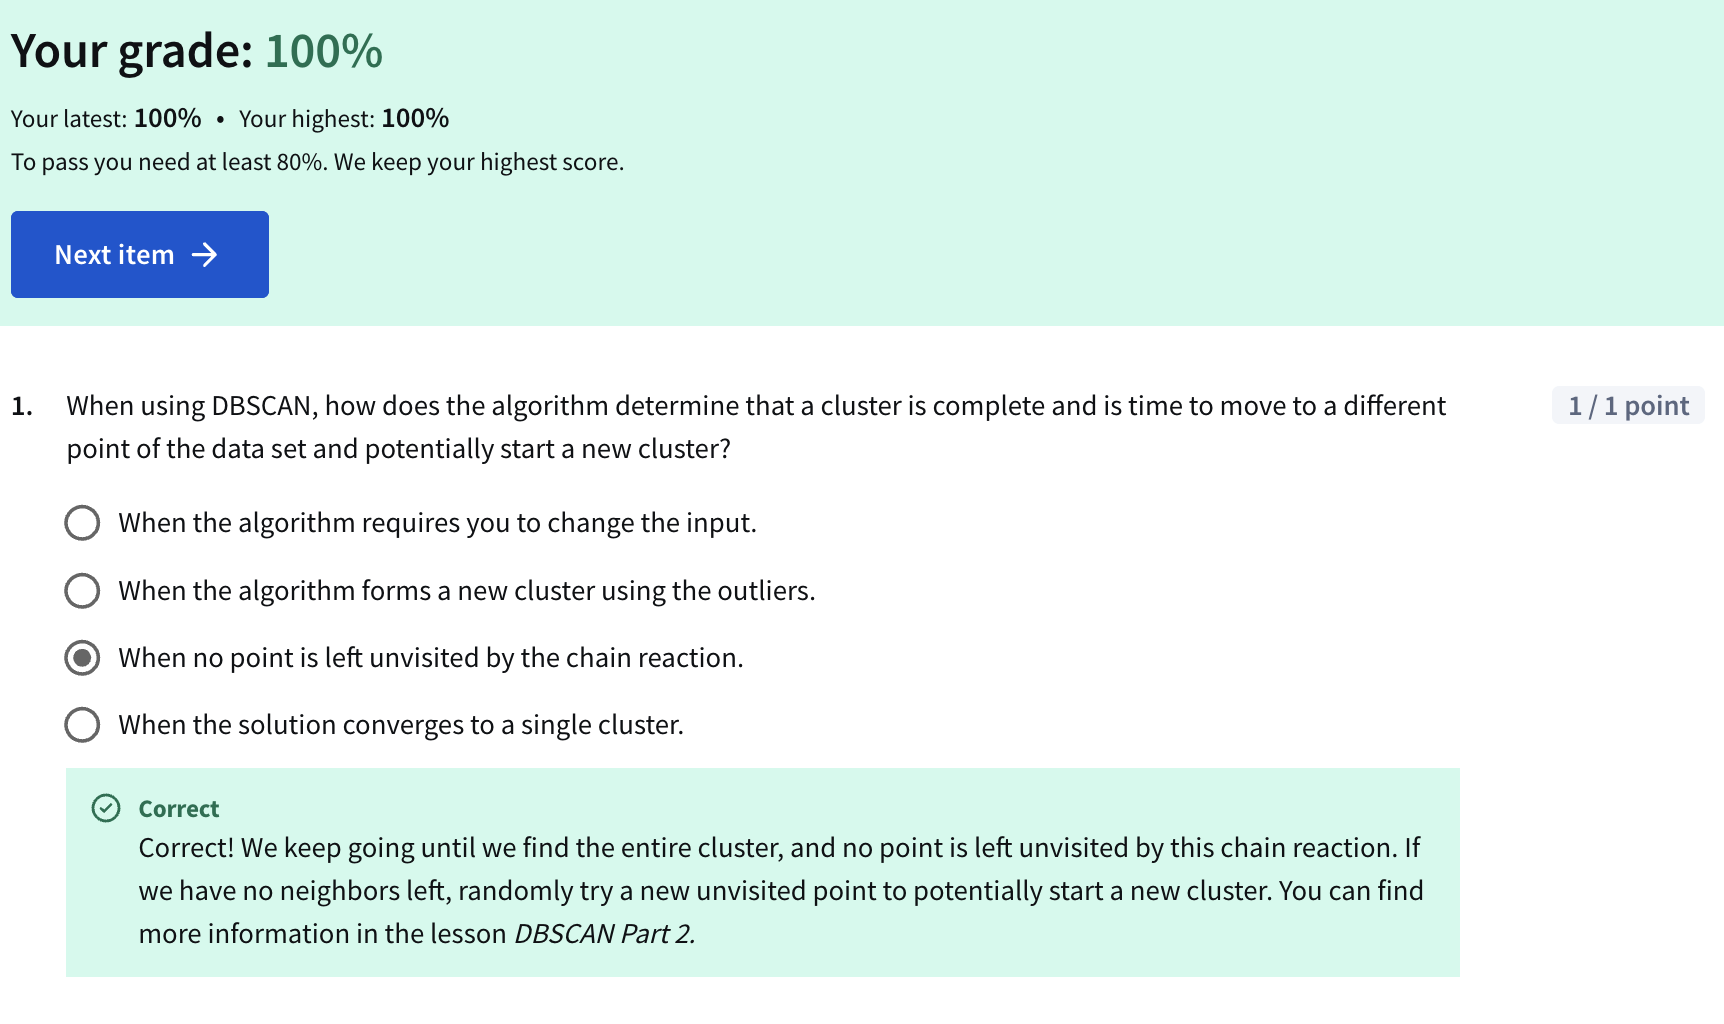 Your grade: 100%
Your latest: 100% • Your highest: 100%
To pass you need at least 80%. We keep your highest score.
Next item →
1. When using DBSCAN, how does the algorithm determine that a cluster is complete and is time to move to a different 1 / 1 point
point of the data set and potentially start a new cluster?
When the algorithm requires you to change the input.
When the algorithm forms a new cluster using the outliers.
When no point is left unvisited by the chain reaction.
When the solution converges to a single cluster.
Correct
Correct! We keep going until we find the entire cluster, and no point is left unvisited by this chain reaction. If
we have no neighbors left, randomly try a new unvisited point to potentially start a new cluster. You can find
more information in the lesson DBSCAN Part 2.